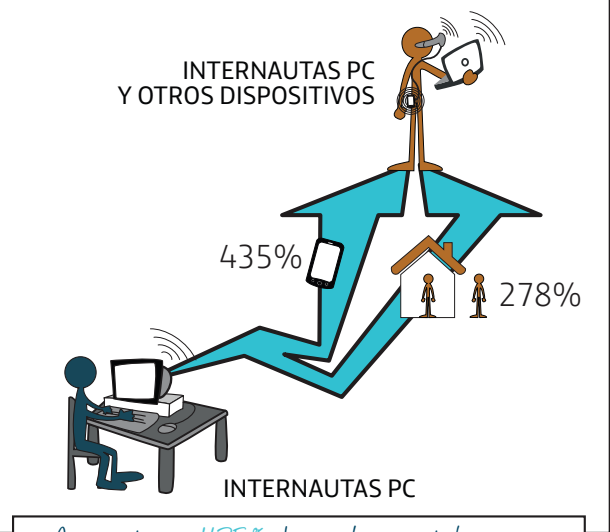 INTERNAUTAS PC
Y OTROS DISPOSITIVOS
435%
278%
INTERNAUTAS PC